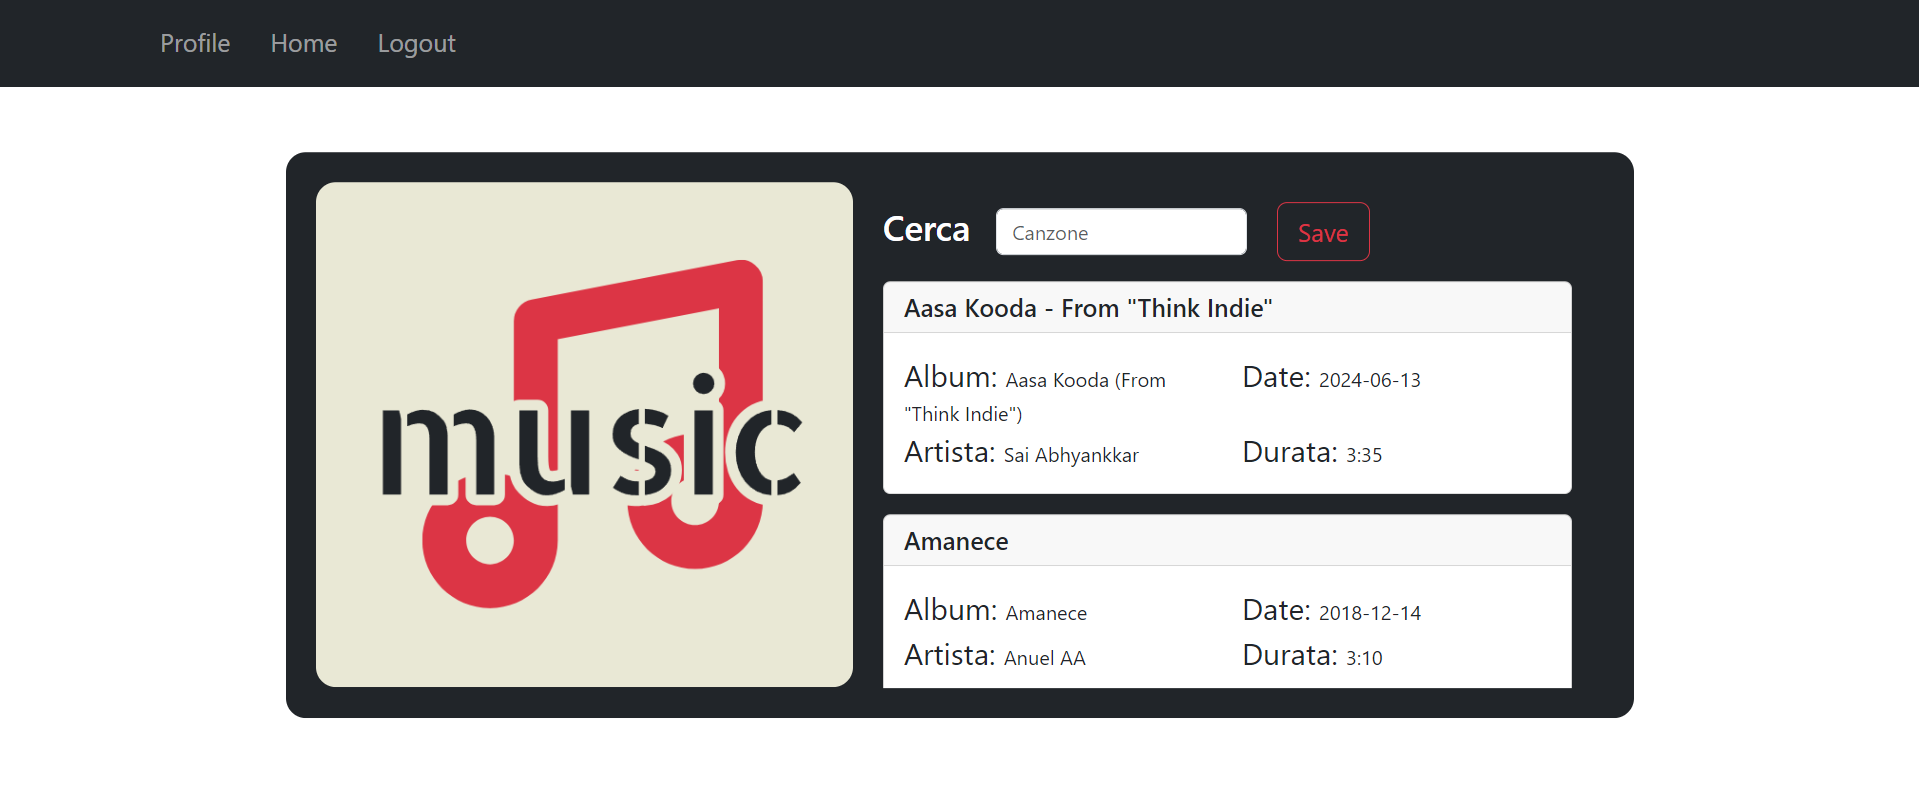 Profile Home Logout
music
Cerca Canzone Save
Aasa Kooda - From "Think Indie"
Album: Aasa Kooda (From Date: 2024-06-13
"Think Indie")
Artista: Sai Abhyankkar Durata: 3:35
Amanece
Album: Amanece Date: 2018-12-14
Artista: Anuel AA Durata: 3:10